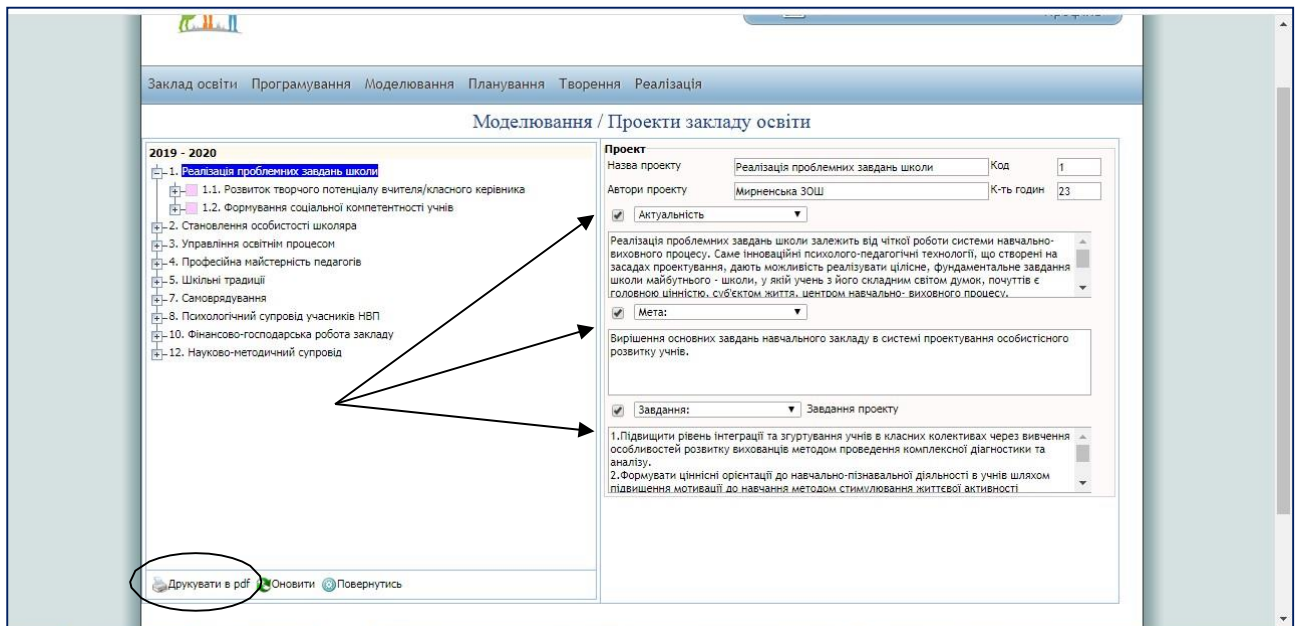 Заклад освіти Програмування Моделювання Планування Творення Реалізація
Моделювання / Проекти закладу освіти
2019 - 2020
1. Реалізація проблемних завдань школи
1.1. Розвиток творчого потенціалу вчителя/класного керівника
1.2. Формування соціальної компетентності учнів
2. Становлення особистості школяра
3. Управління освітнім процесом
4. Професійна майстерність педагогів
5. Шкільні традиції
7. Самоврядування
8. Психологічний супровід учасників НВП
10. Фінансово-господарська робота закладу
12. Науково-методичний супровід
Друкувати в pdf Оновити Повернутись
Проект
Назва проекту Реалізація проблемних завдань школи Код 1
Автори проекту Мирненська ЗОШ К-ть годин 23
Актуальність
Реалізація проблемних завдань школи залежить від чіткої роботи системи навчально-
виховного процесу. Саме інноваційні психолого-педагогічні технології, що створені на
засадах проектування, дають можливість реалізувати цілісне, фундаментальне завдання
школи майбутнього - школи, у якій учень з його складним світом думок, почуттів є
головною цінністю, суб'єктом життя, центром навчально- виховного процесу.
Мета:
Вирішення основних завдань навчального закладу в системі проектування особистісного
розвитку учнів.
Завдання: Завдання проекту
1.Підвищити рівень інтеграції та згуртування учнів в класних колективах через вивчення
особливостей розвитку вихованців методом проведення комплексної діагностики та
аналізу.
2.Формувати ціннісні орієнтації до навчально-пізнавальної діяльності в учнів шляхом
підвищення мотивації до навчання методом стимулювання життєвої активності